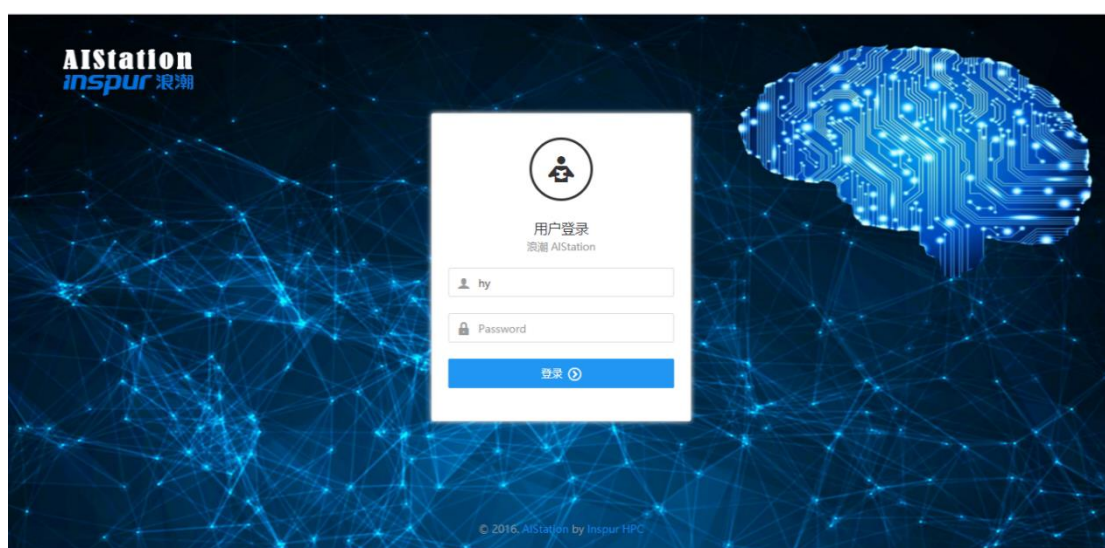 AIStation
inspur 浪潮
用户登录
浪潮 AIStation
hy
Password
登录
© 2016. AIStation by Inspur HPC